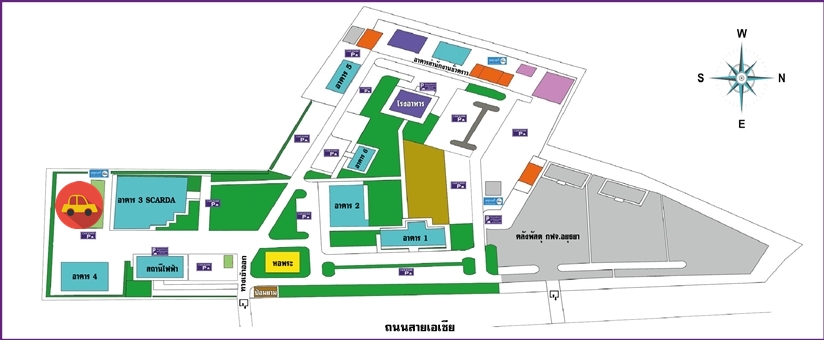 W
S
N
E
อาคารสำนักงานชั่วคราว
อาคาร 5
โรงอาหาร
อาคาร 6
อาคาร 3 SCARDA
อาคาร 2
อาคาร 1
คลังพัสดุ กฟจ.อยุธยา
อาคาร 4
สถานีไฟฟ้า
ทางเข้าออก
หอพระ
ป้อมยาม
ถนนสายเอเชีย